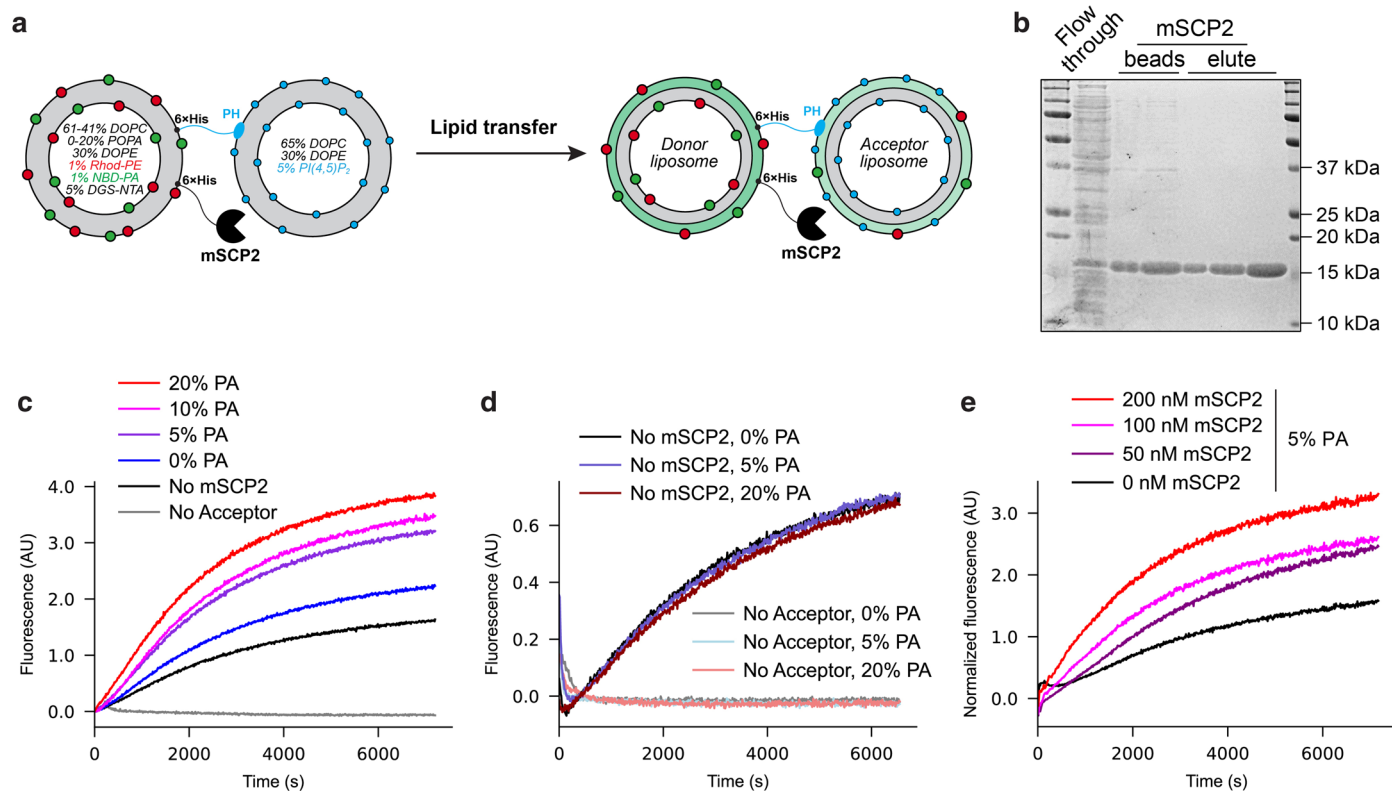 a
61-41% DOPC
0-20% POPA
30% DOPE
1% Rhod-PE
1% NBD-PA
5% DGS-NTA
6×His
6×His
PH
mSCP2
65% DOPC
30% DOPE
5% PI(4,5)P₂
Lipid transfer
Donor
liposome
6×His
6×His
PH
mSCP2
Acceptor
liposome
b
Flow
through
mSCP2
beads
elute
37 kDa
25 kDa
20 kDa
15 kDa
10 kDa
c
20% PA
10% PA
5% PA
0% PA
No mSCP2
No Acceptor
Fluorescence (AU)
4.0
3.0
2.0
1.0
0.0
0
2000
4000
6000
Time (s)
d
No mSCP2, 0% PA
No mSCP2, 5% PA
No mSCP2, 20% PA
No Acceptor, 0% PA
No Acceptor, 5% PA
No Acceptor, 20% PA
Fluorescence (AU)
0.6
0.4
0.2
0.0
0
2000
4000
6000
Time (s)
e
200 nM mSCP2
100 nM mSCP2
50 nM mSCP2
0 nM mSCP2
5% PA
Normalized fluorescence (AU)
3.0
2.0
1.0
0.0
0
2000
4000
6000
Time (s)